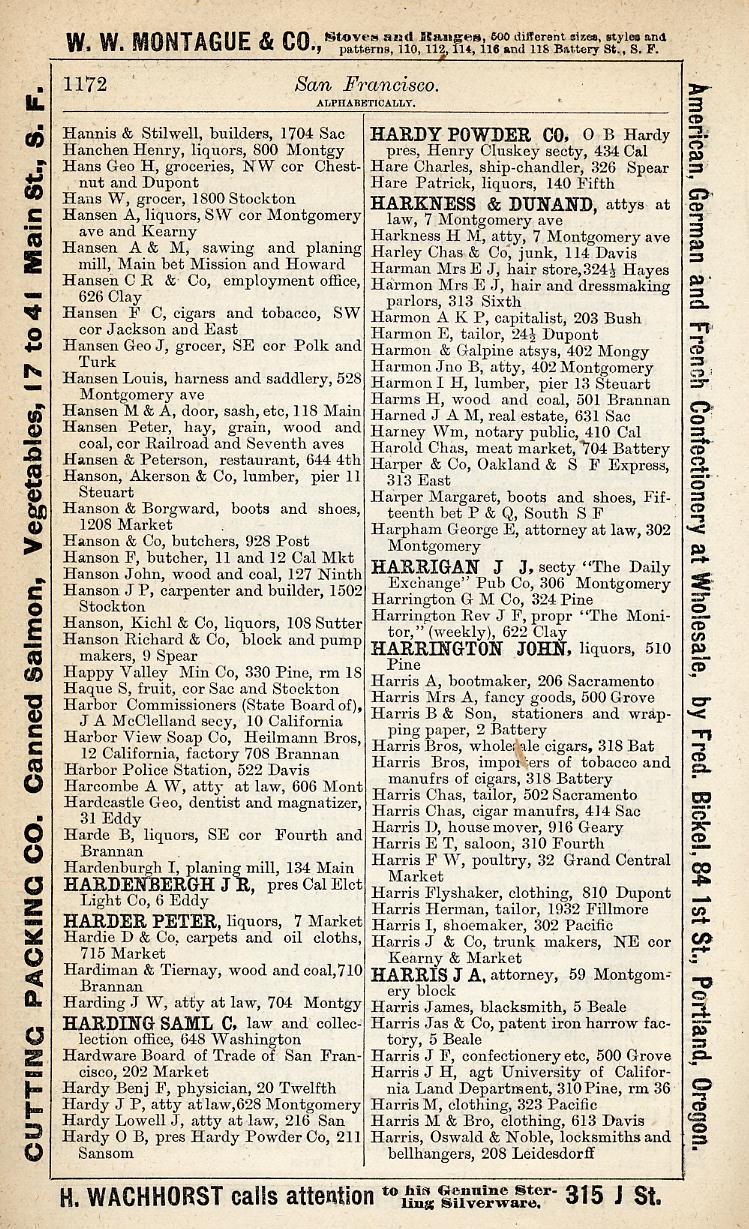 W. W. MONTAGUE & CO., Stoves and Ranges, 600 different sizes, styles and
patterns, 110, 112, 114, 116 and 118 Battery St., S. F.
CUTTING PACKING CO. Canned Salmon, Vegetables, 17 to 41 Main St., S. F.
1172 San Francisco.
ALPHABETICALLY.
Hannis & Stilwell, builders, 1704 Sac
Hanchen Henry, liquors, 800 Montgy
Hans Geo H, groceries, NW cor Chest-
nut and Dupont
Hans W, grocer, 1800 Stockton
Hansen A, liquors, SW cor Montgomery
ave and Kearny
Hansen A & M, sawing and planing
mill, Main bet Mission and Howard
Hansen C R & Co, employment office,
626 Clay
Hansen F C, cigars and tobacco, SW
cor Jackson and East
Hansen Geo J, grocer, SE cor Polk and
Turk
Hansen Louis, harness and saddlery, 528
Montgomery ave
Hansen M & A, door, sash, etc, 118 Main
Hansen Peter, hay, grain, wood and
coal, cor Railroad and Seventh aves
Hansen & Peterson, restaurant, 644 4th
Hanson, Akerson & Co, lumber, pier 11
Steuart
Hanson & Borgward, boots and shoes,
1208 Market
Hanson & Co, butchers, 928 Post
Hanson F, butcher, 11 and 12 Cal Mkt
Hanson John, wood and coal, 127 Ninth
Hanson J P, carpenter and builder, 1502
Stockton
Hanson, Kichl & Co, liquors, 108 Sutter
Hanson Richard & Co, block and pump
makers, 9 Spear
Happy Valley Min Co, 330 Pine, rm 18
Haque S, fruit, cor Sac and Stockton
Harbor Commissioners (State Board of),
J A McClelland secy, 10 California
Harbor View Soap Co, Heilmann Bros,
12 California, factory 708 Brannan
Harbor Police Station, 522 Davis
Harcombe A W, atty at law, 606 Mont
Hardcastle Geo, dentist and magnatizer,
31 Eddy
Harde B, liquors, SE cor Fourth and
Brannan
Hardenburgh I, planing mill, 134 Main
HARDENBERGH J R, pres Cal Elct
Light Co, 6 Eddy
HARDER PETER, liquors, 7 Market
Hardie D & Co, carpets and oil cloths,
715 Market
Hardiman & Tiernay, wood and coal,710
Brannan
Harding J W, atty at law, 704 Montgy
HARDING SAML C, law and collec-
lection office, 648 Washington
Hardware Board of Trade of San Fran-
cisco, 202 Market
Hardy Benj F, physician, 20 Twelfth
Hardy J P, atty at law,628 Montgomery
Hardy Lowell J, atty at law, 216 San
Hardy O B, pres Hardy Powder Co, 211
Sansom
HARDY POWDER CO, O B Hardy
pres, Henry Cluskey secty, 434 Cal
Hare Charles, ship-chandler, 326 Spear
Hare Patrick, liquors, 140 Fifth
HARKNESS & DUNAND, attys at
law, 7 Montgomery ave
Harkness H M, atty, 7 Montgomery ave
Harley Chas & Co, junk, 114 Davis
Harman Mrs E J, hair store,324½ Hayes
Harmon Mrs E J, hair and dressmaking
parlors, 313 Sixth
Harmon A K P, capitalist, 203 Bush
Harmon E, tailor, 24½ Dupont
Harmon & Galpine atsys, 402 Mongy
Harmon Jno B, atty, 402 Montgomery
Harmon I H, lumber, pier 13 Steuart
Harms H, wood and coal, 501 Brannan
Harned J A M, real estate, 631 Sac
Harney Wm, notary public, 410 Cal
Harold Chas, meat market, 704 Battery
Harper & Co, Oakland & S F Express,
313 East
Harper Margaret, boots and shoes, Fif-
teenth bet P & Q, South S F
Harpham George E, attorney at law, 302
Montgomery
HARRIGAN J J, secty "The Daily
Exchange" Pub Co, 306 Montgomery
Harrington G M Co, 324 Pine
Harrington Rev J F, propr "The Moni-
tor," (weekly), 622 Clay
HARRINGTON JOHN, liquors, 510
Pine
Harris A, bootmaker, 206 Sacramento
Harris Mrs A, fancy goods, 500 Grove
Harris B & Son, stationers and wrap-
ping paper, 2 Battery
Harris Bros, wholesale cigars, 318 Bat
Harris Bros, importers of tobacco and
manufrs of cigars, 318 Battery
Harris Chas, tailor, 502 Sacramento
Harris Chas, cigar manufrs, 414 Sac
Harris D, house mover, 916 Geary
Harris E T, saloon, 310 Fourth
Harris F W, poultry, 32 Grand Central
Market
Harris Flyshaker, clothing, 810 Dupont
Harris Herman, tailor, 1932 Fillmore
Harris I, shoemaker, 302 Pacific
Harris J & Co, trunk makers, NE cor
Kearny & Market
HARRIS J A, attorney, 59 Montgom-
ery block
Harris James, blacksmith, 5 Beale
Harris Jas & Co, patent iron harrow fac-
tory, 5 Beale
Harris J F, confectionery etc, 500 Grove
Harris J H, agt University of Califor-
nia Land Department, 310 Pine, rm 36
Harris M, clothing, 323 Pacific
Harris M & Bro, clothing, 613 Davis
Harris, Oswald & Noble, locksmiths and
bellhangers, 208 Leidesdorff
American, German and French Confectionery at Wholesale, by Fred. Bickel, 84 1st St., Portland, Oregon.
H. WACHHORST calls attention to his Genuine Ster-
ling Silverware. 315 J St.